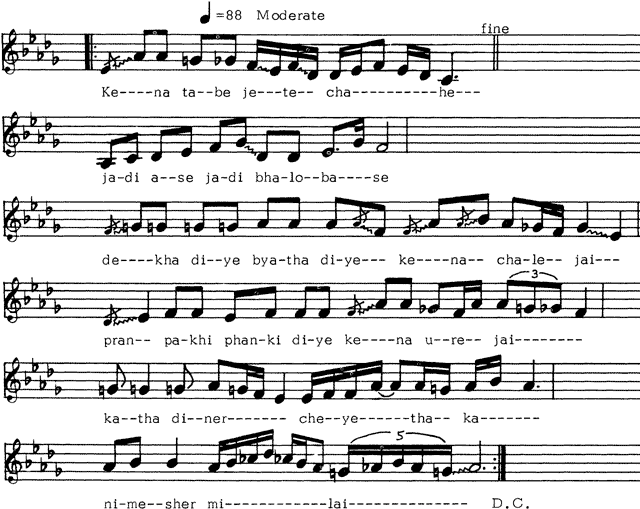 ♩=88 Moderate
fine
Ke----na ta-be je-te-- cha----------he---
ja-di a--se ja-di bha-lo-ba----se
de----kha di--ye bya-tha di-ye--- ke----na-- cha-le- jai---
pran-- pa-khi phan-ki di-ye ke----na u--re- jai--------
3
ka-tha di--ner------- che-ye------tha- ka-------
5
ni-me--sher mi------------lai-------------- D.C.